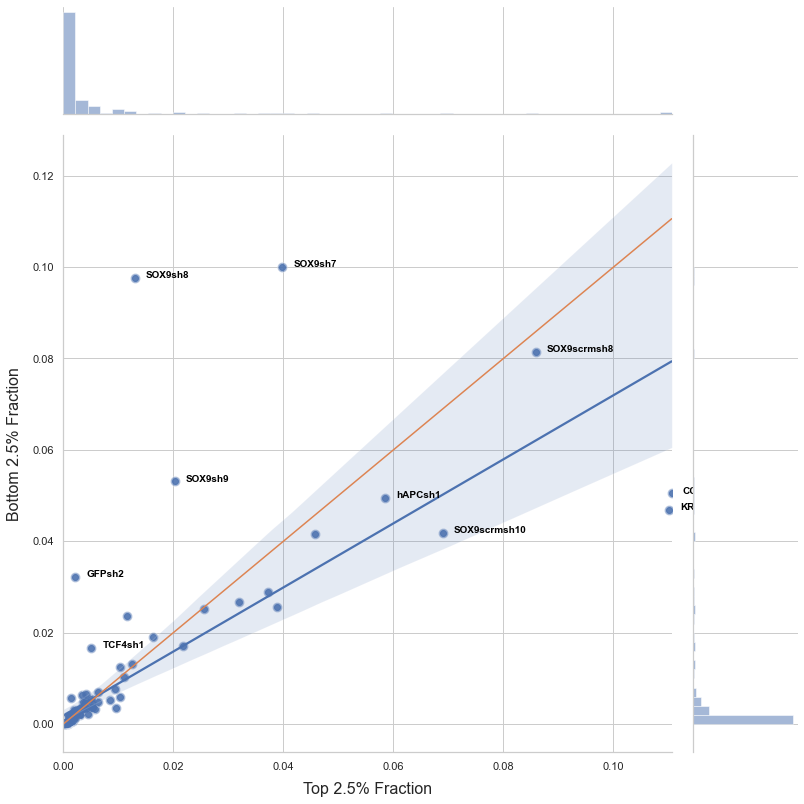 0.12
0.10
SOX9sh7
SOX9sh8
0.08
SOX9scrmsh8
0.06
SOX9sh9
hAPCsh1
KR
0.04
SOX9scrmsh10
GFPsh2
0.02
TCF4sh1
0.00
Bottom 2.5% Fraction
0.00 0.02 0.04 0.06 0.08 0.10
Top 2.5% Fraction